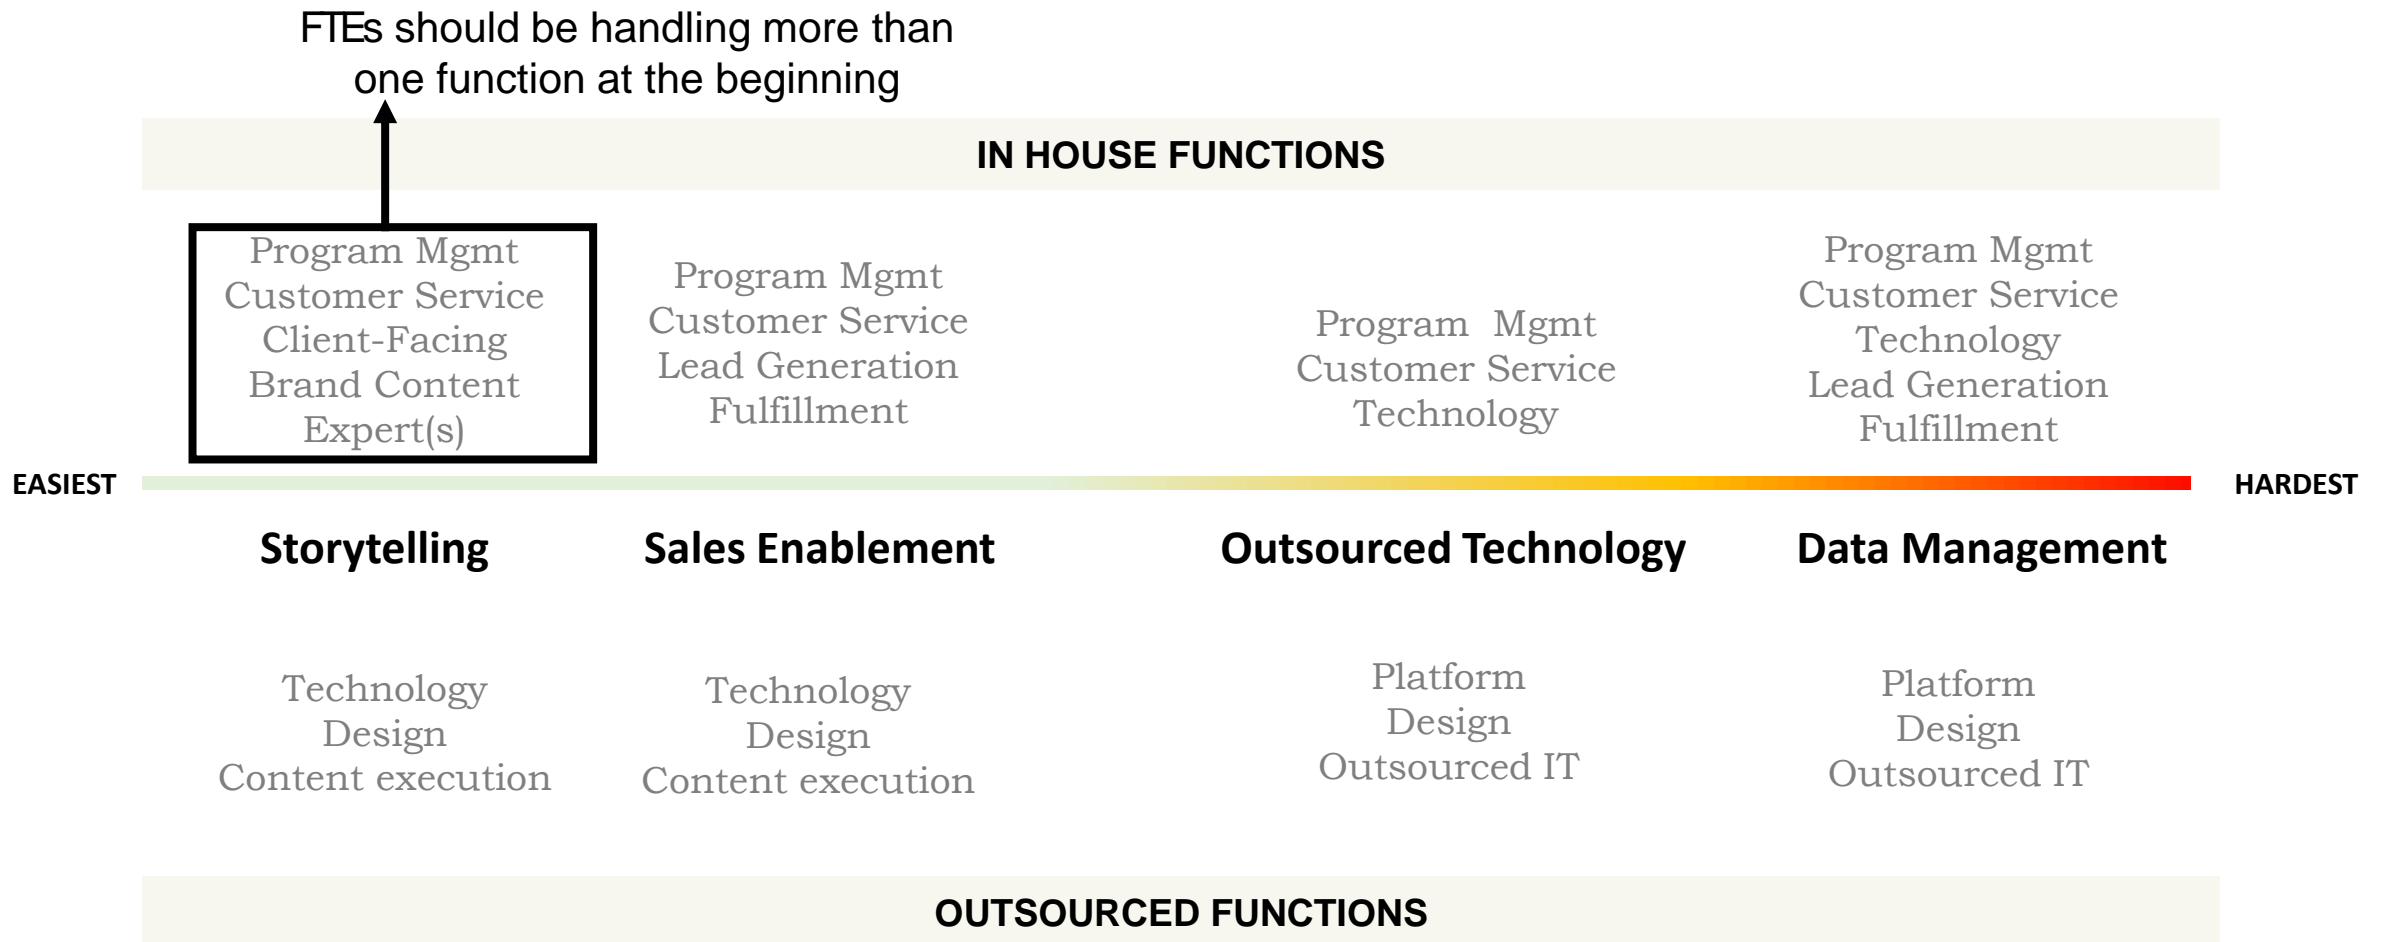 FTEs should be handling more than
one function at the beginning
IN HOUSE FUNCTIONS
Program Mgmt
Customer Service
Client-Facing
Brand Content
Expert(s)
Program Mgmt
Customer Service
Lead Generation
Fulfillment
Program  Mgmt
Customer Service
Technology
Program Mgmt
Customer Service
Technology
Lead Generation
Fulfillment
EASIEST
HARDEST
Storytelling
Sales Enablement
Outsourced Technology
Data Management
Technology
Design
Content execution
Technology
Design
Content execution
Platform
Design
Outsourced IT
Platform
Design
Outsourced IT
OUTSOURCED FUNCTIONS